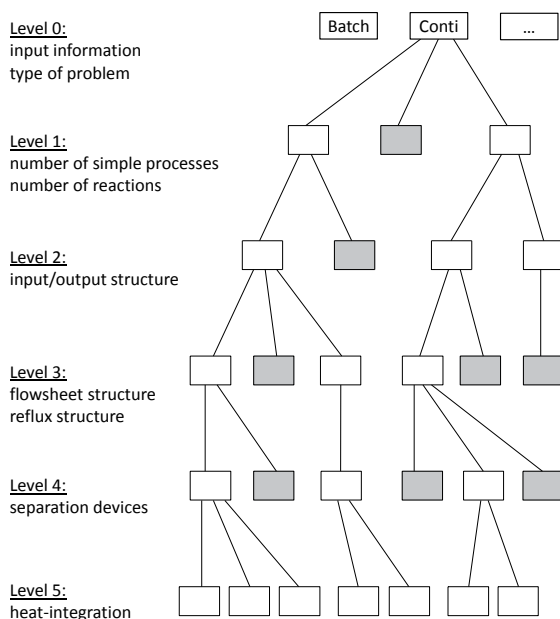 Level 0:
input information
type of problem
Batch
Conti
...
Level 1:
number of simple processes
number of reactions
Level 2:
input/output structure
Level 3:
flowsheet structure
reflux structure
Level 4:
separation devices
Level 5:
heat-integration